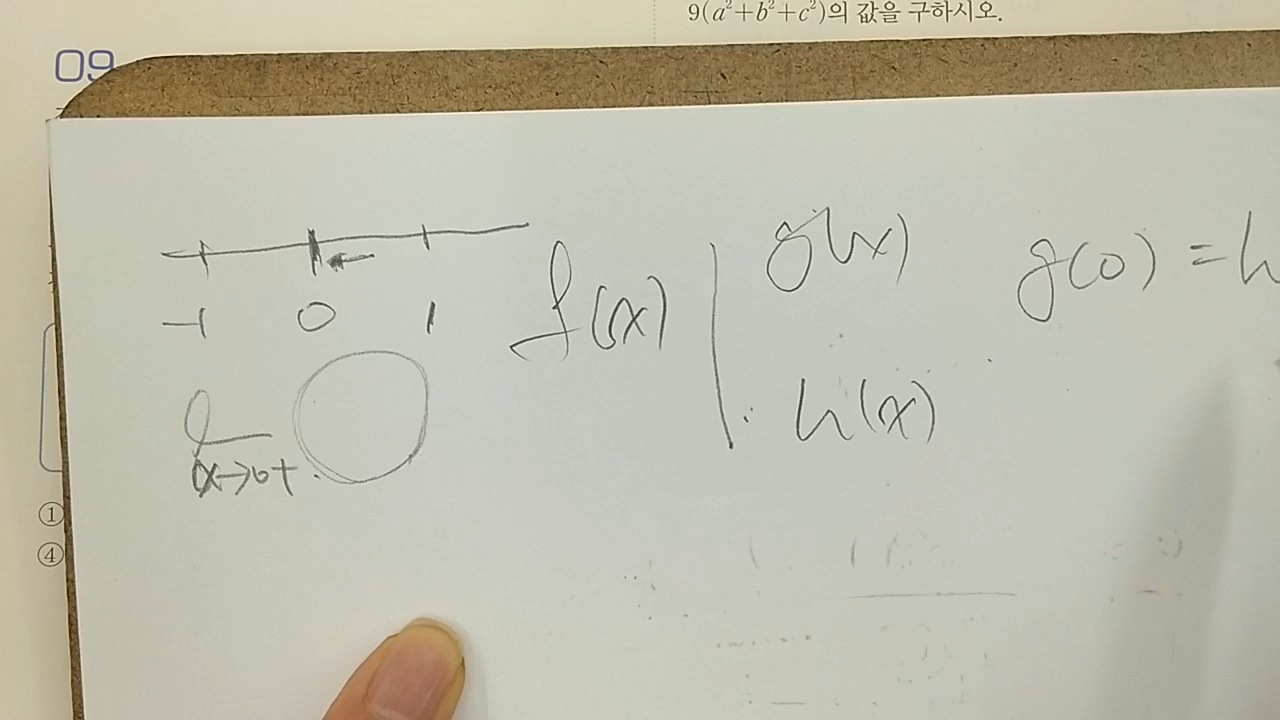 9(a²+b²+c²)의 값을 구하시오.
09
-1 0 1
f(x)
g(x)
h(x)
g(0) = h
x→0+
①
④